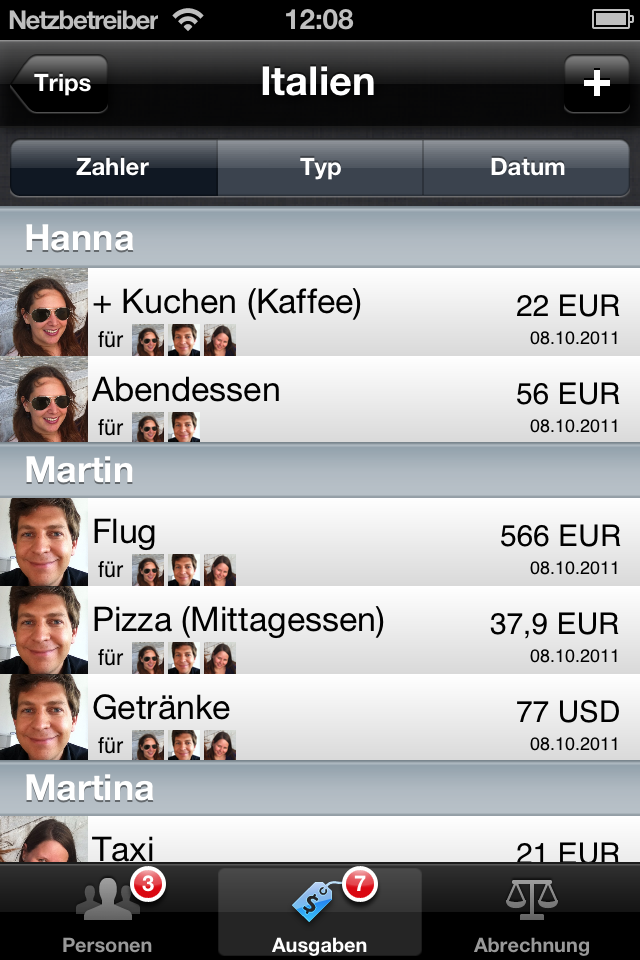 Netzbetreiber 12:08
Trips Italien +
Zahler Typ Datum
Hanna
+ Kuchen (Kaffee) 22 EUR
für 08.10.2011
Abendessen 56 EUR
für 08.10.2011
Martin
Flug 566 EUR
für 08.10.2011
Pizza (Mittagessen) 37,9 EUR
für 08.10.2011
Getränke 77 USD
für 08.10.2011
Martina
Taxi 21 EUR
3 $ 7
Personen Ausgaben Abrechnung